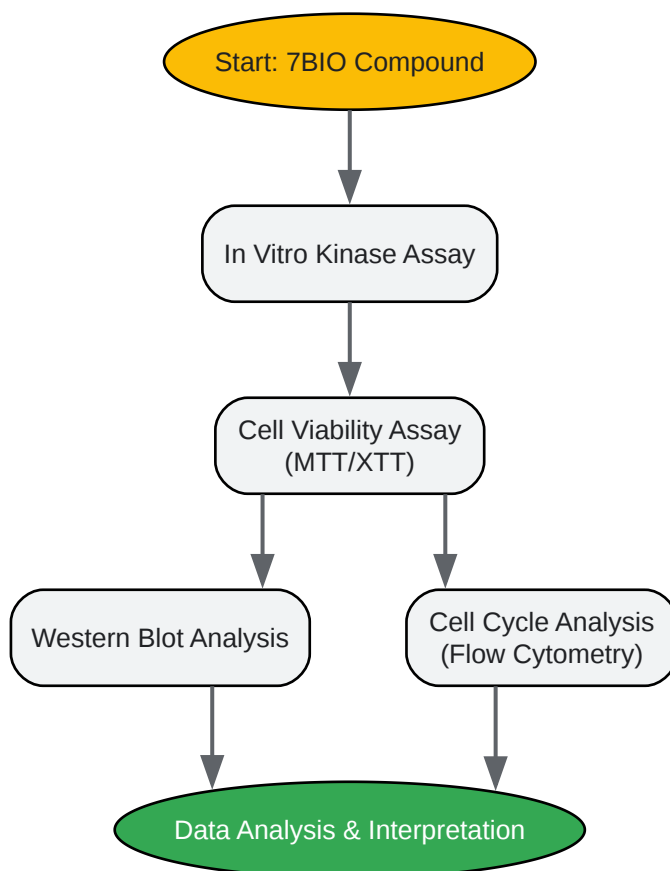 Start: 7BIO Compound
In Vitro Kinase Assay
Cell Viability Assay
(MTT/XTT)
Western Blot Analysis
Cell Cycle Analysis
(Flow Cytometry)
Data Analysis & Interpretation